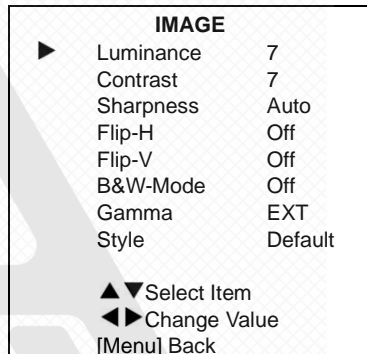 IMAGE
▶ Luminance 7
Contrast 7
Sharpness Auto
Flip-H Off
Flip-V Off
B&W-Mode Off
Gamma EXT
Style Default
▲▼Select Item
◀▶Change Value
[Menu] Back